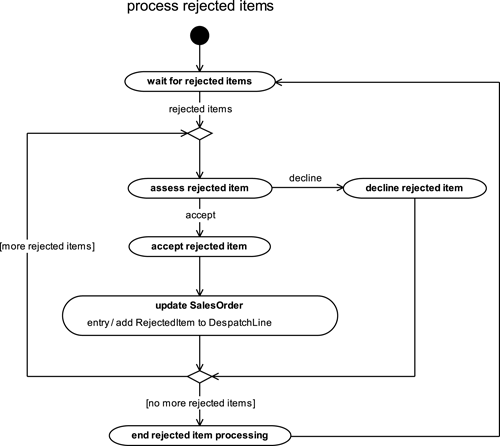 process rejected items
wait for rejected items
rejected items
assess rejected item
decline
decline rejected item
accept
[more rejected items]
accept rejected item
update SalesOrder
entry / add RejectedItem to DespatchLine
[no more rejected items]
end rejected item processing